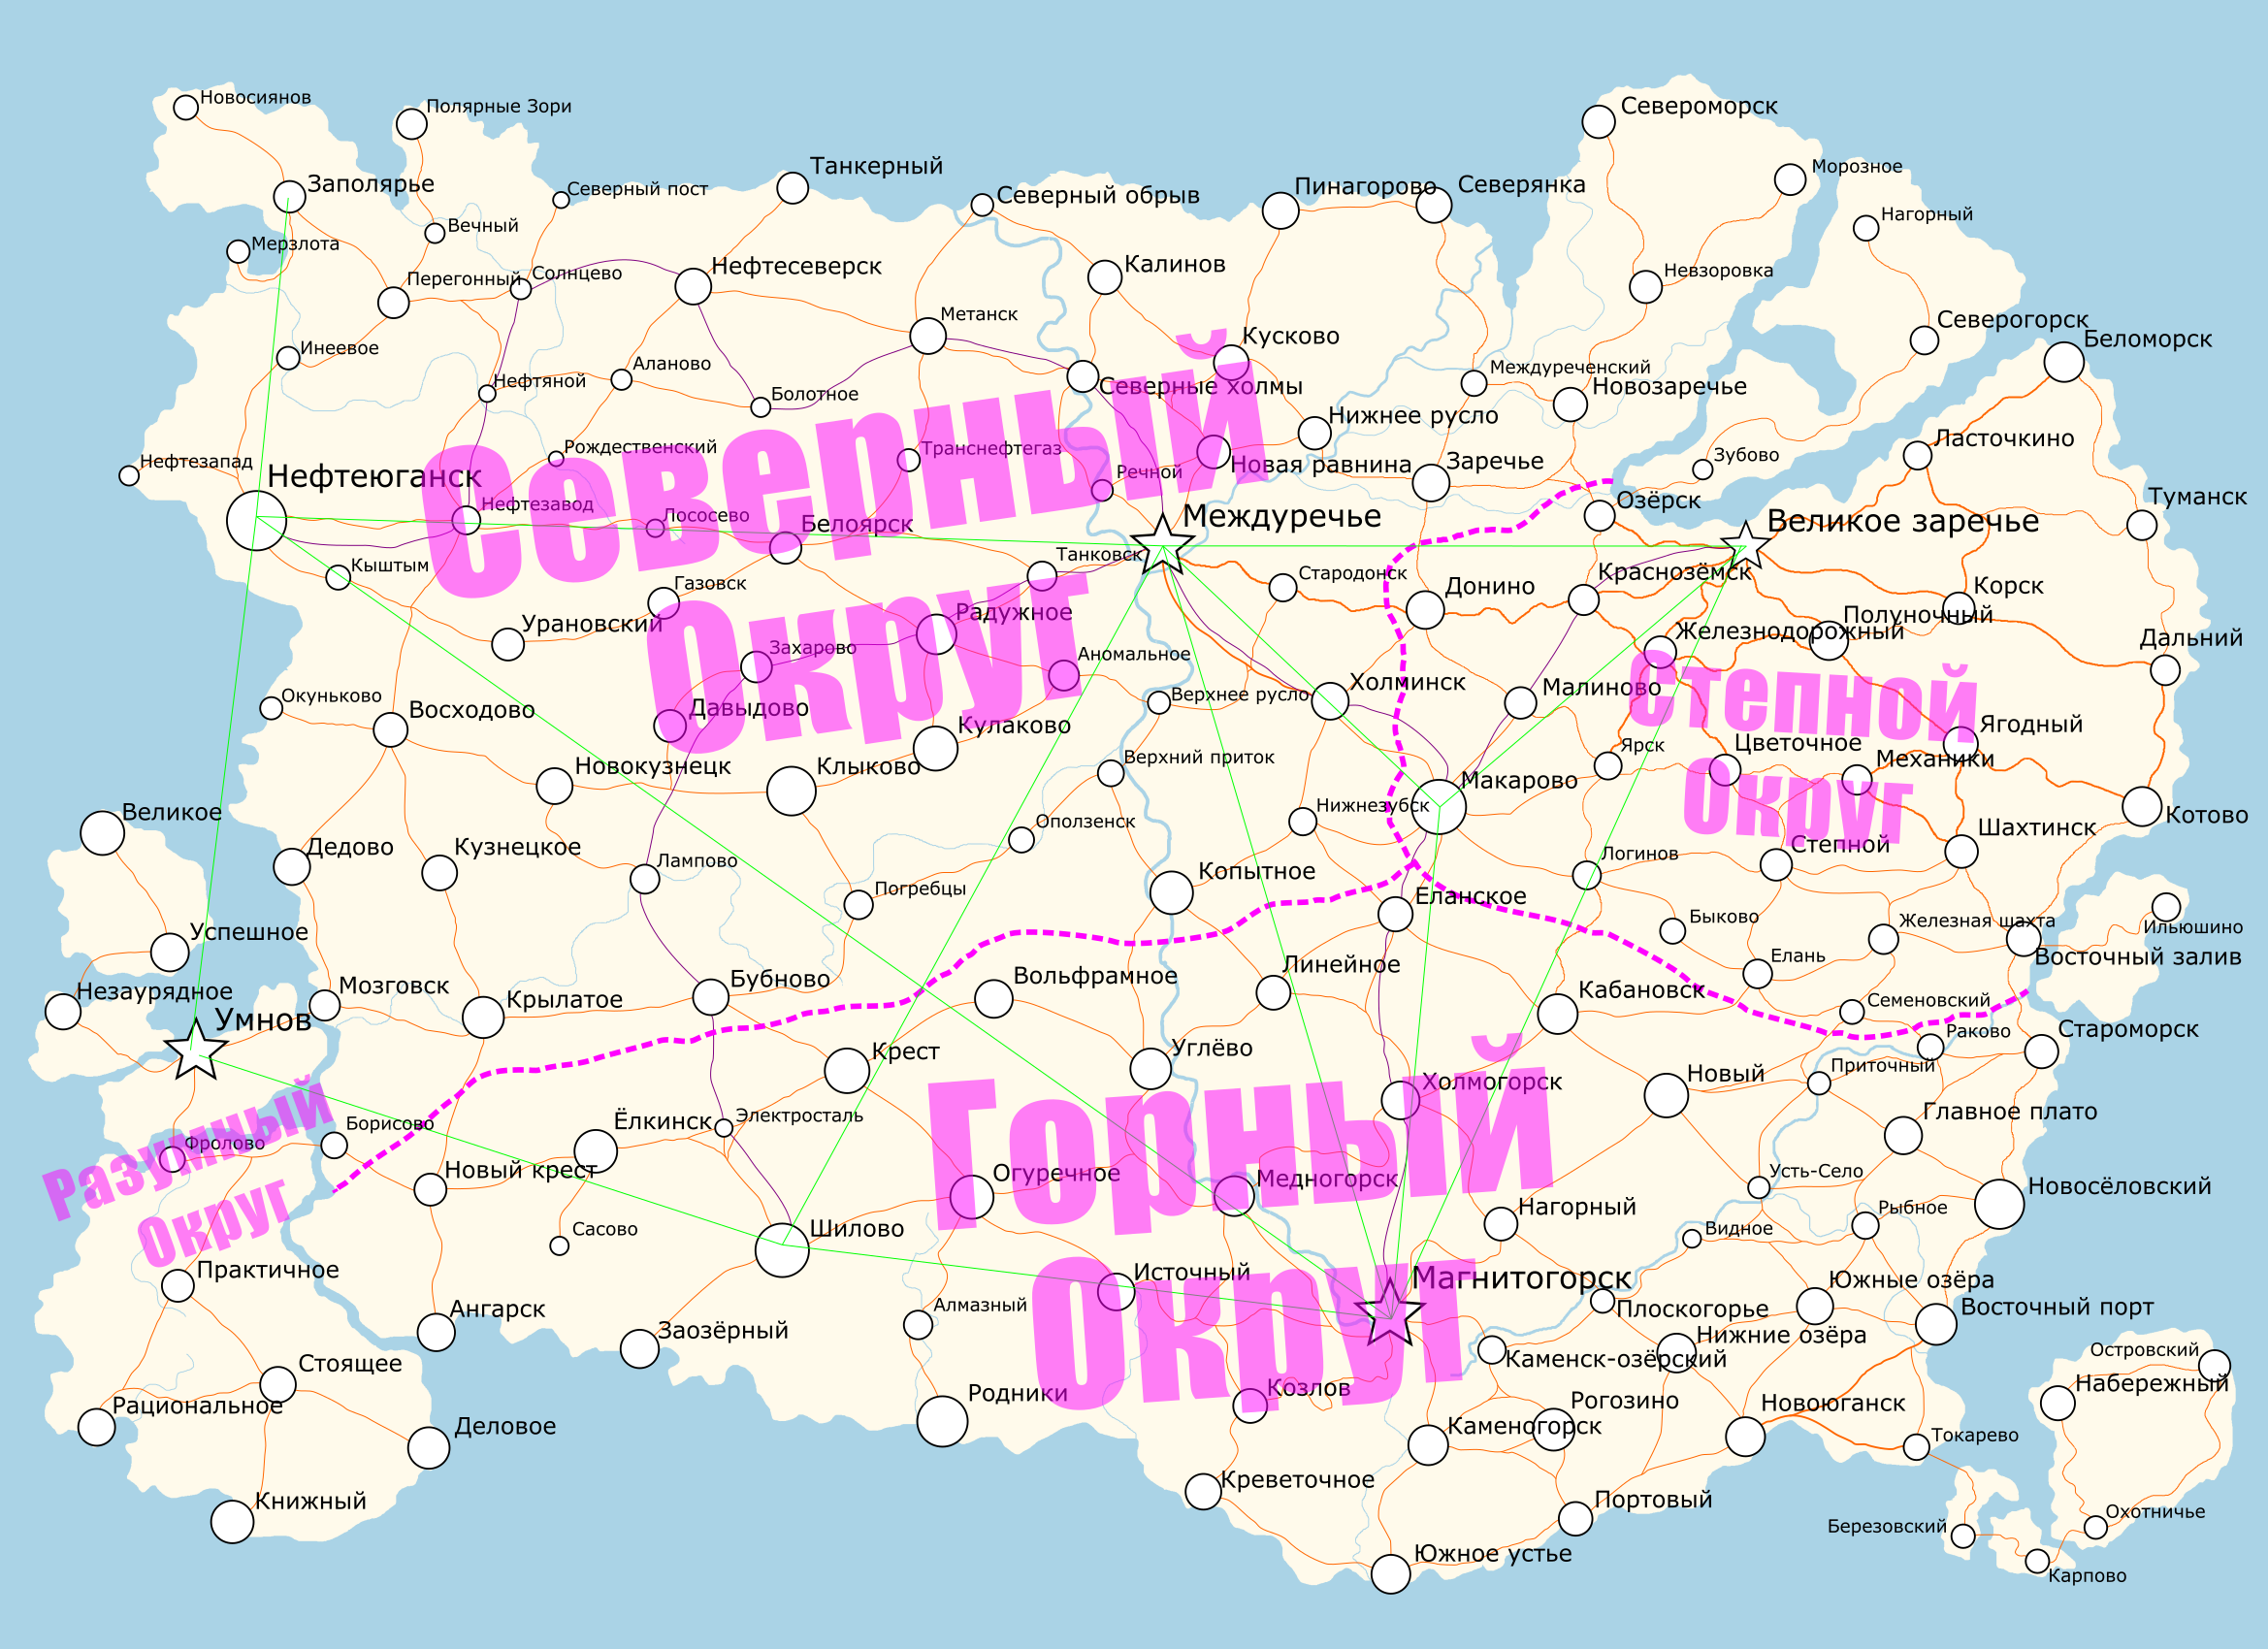 Новосиянов
Полярные Зори
Североморск
Танкерный
Морозное
Заполярье
Северный пост
Северный обрыв
Пинагорово
Северянка
Нагорный
Вечный
Мерзлота
Перегонный
Солнцево
Нефтесеверск
Калинов
Невзоровка
Метанск
Северогорск
Беломорск
Инеевое
Кусково
Аланово
Нефтяной
Болотное
Северные холмы
Междуреченский
Новозаречье
Нижнее русло
Ласточкино
Рождественский
Транснефтегаз
Нефтезапад
Нефтеюганск
Речной
Новая равнина
Заречье
Зубово
Северный
Округ
Нефтезавод
Лососево
Белоярск
Междуречье
Озёрск
Великое заречье
Туманск
Кыштым
Газовск
Танковск
Стародонск
Донино
Краснозёмск
Корск
Урановский
Радужное
Железнодорожный
Полуночный
Дальний
Захарово
Аномальное
Окуньково
Восходово
Давыдово
Кулаково
Верхнее русло
Холминск
Малиново
Степной
Округ
Ягодный
Ярск
Цветочное
Механики
Новокузнецк
Клыково
Верхний приток
Макарово
Великое
Нижнезубск
Котово
Оползенск
Шахтинск
Дедово
Кузнецкое
Лампово
Копытное
Логинов
Степной
Погребцы
Еланское
Быково
Железная шахта
Ильюшино
Успешное
Восточный залив
Незаурядное
Мозговск
Крылатое
Бубново
Вольфрамное
Линейное
Кабановск
Елань
Семеновский
Умнов
Крест
Углёво
Раково
Староморск
Разумный
Округ
Горный
Округ
Холмогорск
Новый
Приточный
Фролово
Борисово
Ёлкинск
Электросталь
Главное плато
Новый крест
Огуречное
Медногорск
Усть-Село
Новосёловский
Сасово
Шилово
Нагорный
Видное
Рыбное
Практичное
Источный
Магнитогорск
Южные озёра
Ангарск
Заозёрный
Алмазный
Плоскогорье
Восточный порт
Нижние озёра
Каменск-озёрский
Островский
Стоящее
Набережный
Рациональное
Родники
Козлов
Рогозино
Новоюганск
Деловое
Каменогорск
Токарево
Книжный
Креветочное
Портовый
Охотничье
Березовский
Южное устье
Карпово